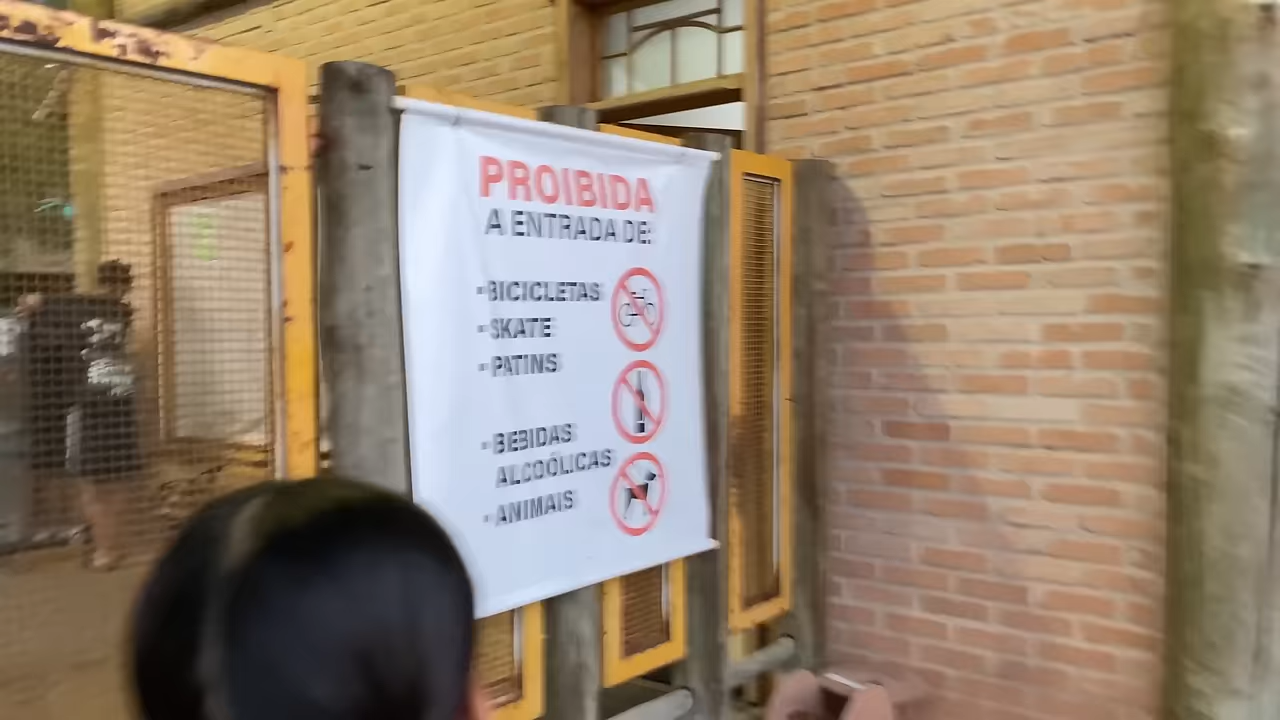 PROIBIDA
A ENTRADA DE:
•BICICLETAS
•SKATE
•PATINS
•BEBIDAS
ALCOÓLICAS
•ANIMAIS